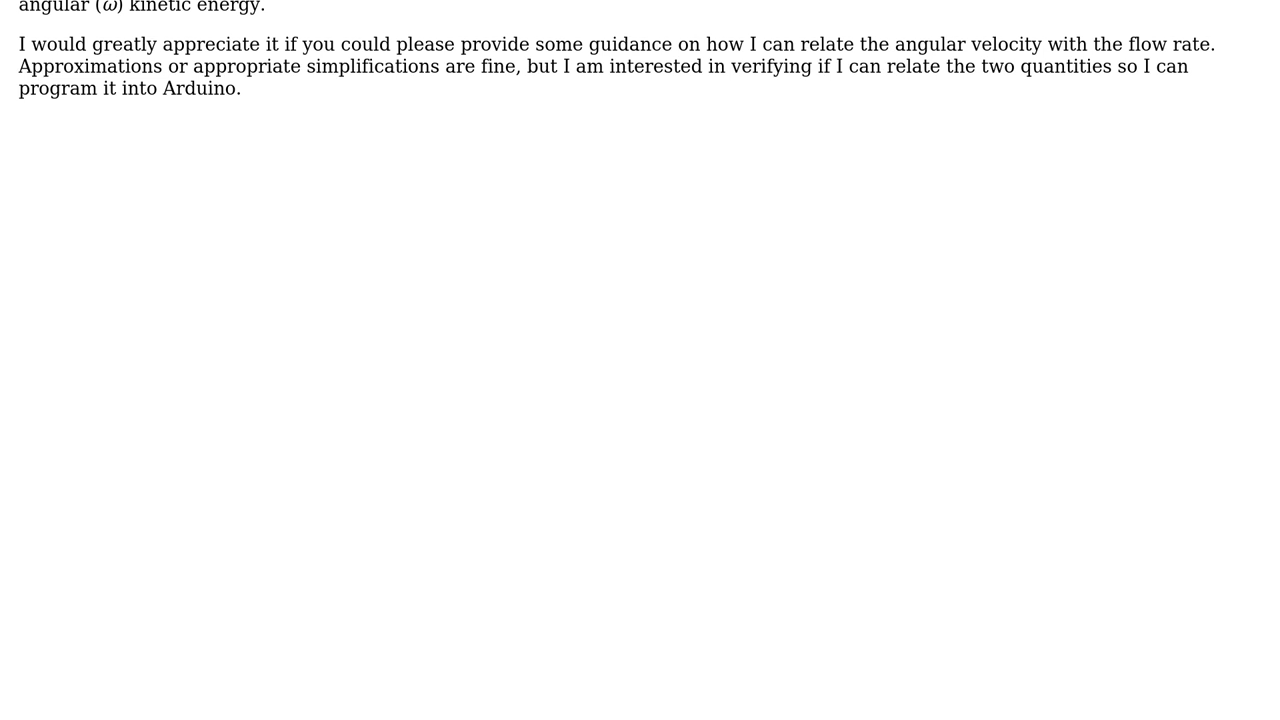 angular (ω) kinetic energy.
I would greatly appreciate it if you could please provide some guidance on how I can relate the angular velocity with the flow rate.
Approximations or appropriate simplifications are fine, but I am interested in verifying if I can relate the two quantities so I can
program it into Arduino.